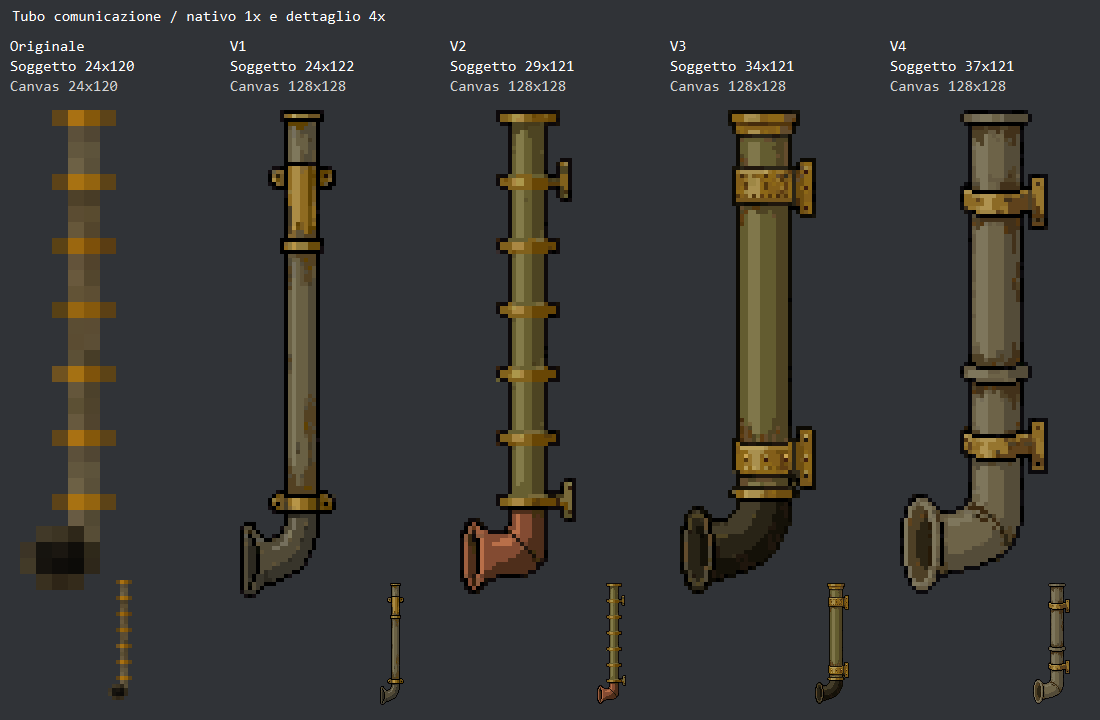 Tubo comunicazione / nativo 1x e dettaglio 4x
Originale
Soggetto 24x120
Canvas 24x120
V1
Soggetto 24x122
Canvas 128x128
V2
Soggetto 29x121
Canvas 128x128
V3
Soggetto 34x121
Canvas 128x128
V4
Soggetto 37x121
Canvas 128x128